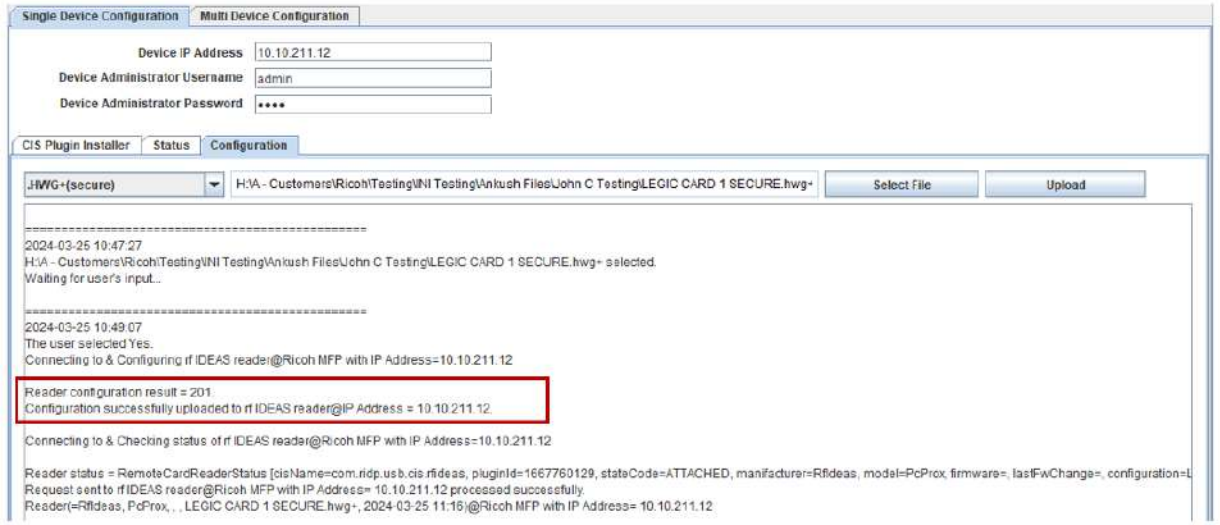 Single Device Configuration Multi Device Configuration
Device IP Address 10.10.211.12
Device Administrator Username admin
Device Administrator Password ••••
CIS Plugin Installer Status Configuration
.HWG+(secure) H:\A - Customers\Ricoh\Testing\INI Testing\Ankush Files\John C Testing\LEGIC CARD 1 SECURE.hwg+ Select File Upload
================================================
2024-03-25 10:47:27
H:\A - Customers\Ricoh\Testing\INI Testing\Ankush Files\John C Testing\LEGIC CARD 1 SECURE.hwg+ selected.
Waiting for user's input...
================================================
2024-03-25 10:49:07
The user selected Yes.
Connecting to & Configuring rf IDEAS reader@Ricoh MFP with IP Address=10.10.211.12
Reader configuration result = 201.
Configuration successfully uploaded to rf IDEAS reader@IP Address = 10.10.211.12.
Connecting to & Checking status of rf IDEAS reader@Ricoh MFP with IP Address=10.10.211.12
Reader status = RemoteCardReaderStatus [cisName=com.ridp.usb.cis.rfideas, pluginId=1667760129, stateCode=ATTACHED, manifacturer=RfIdeas, model=PcProx, firmware=, lastFwChange=, configuration=L
Request sent to rf IDEAS reader@Ricoh MFP with IP Address= 10.10.211.12 processed successfully.
Reader(=RfIdeas, PcProx, , , LEGIC CARD 1 SECURE.hwg+, 2024-03-25 11:16)@Ricoh MFP with IP Address= 10.10.211.12